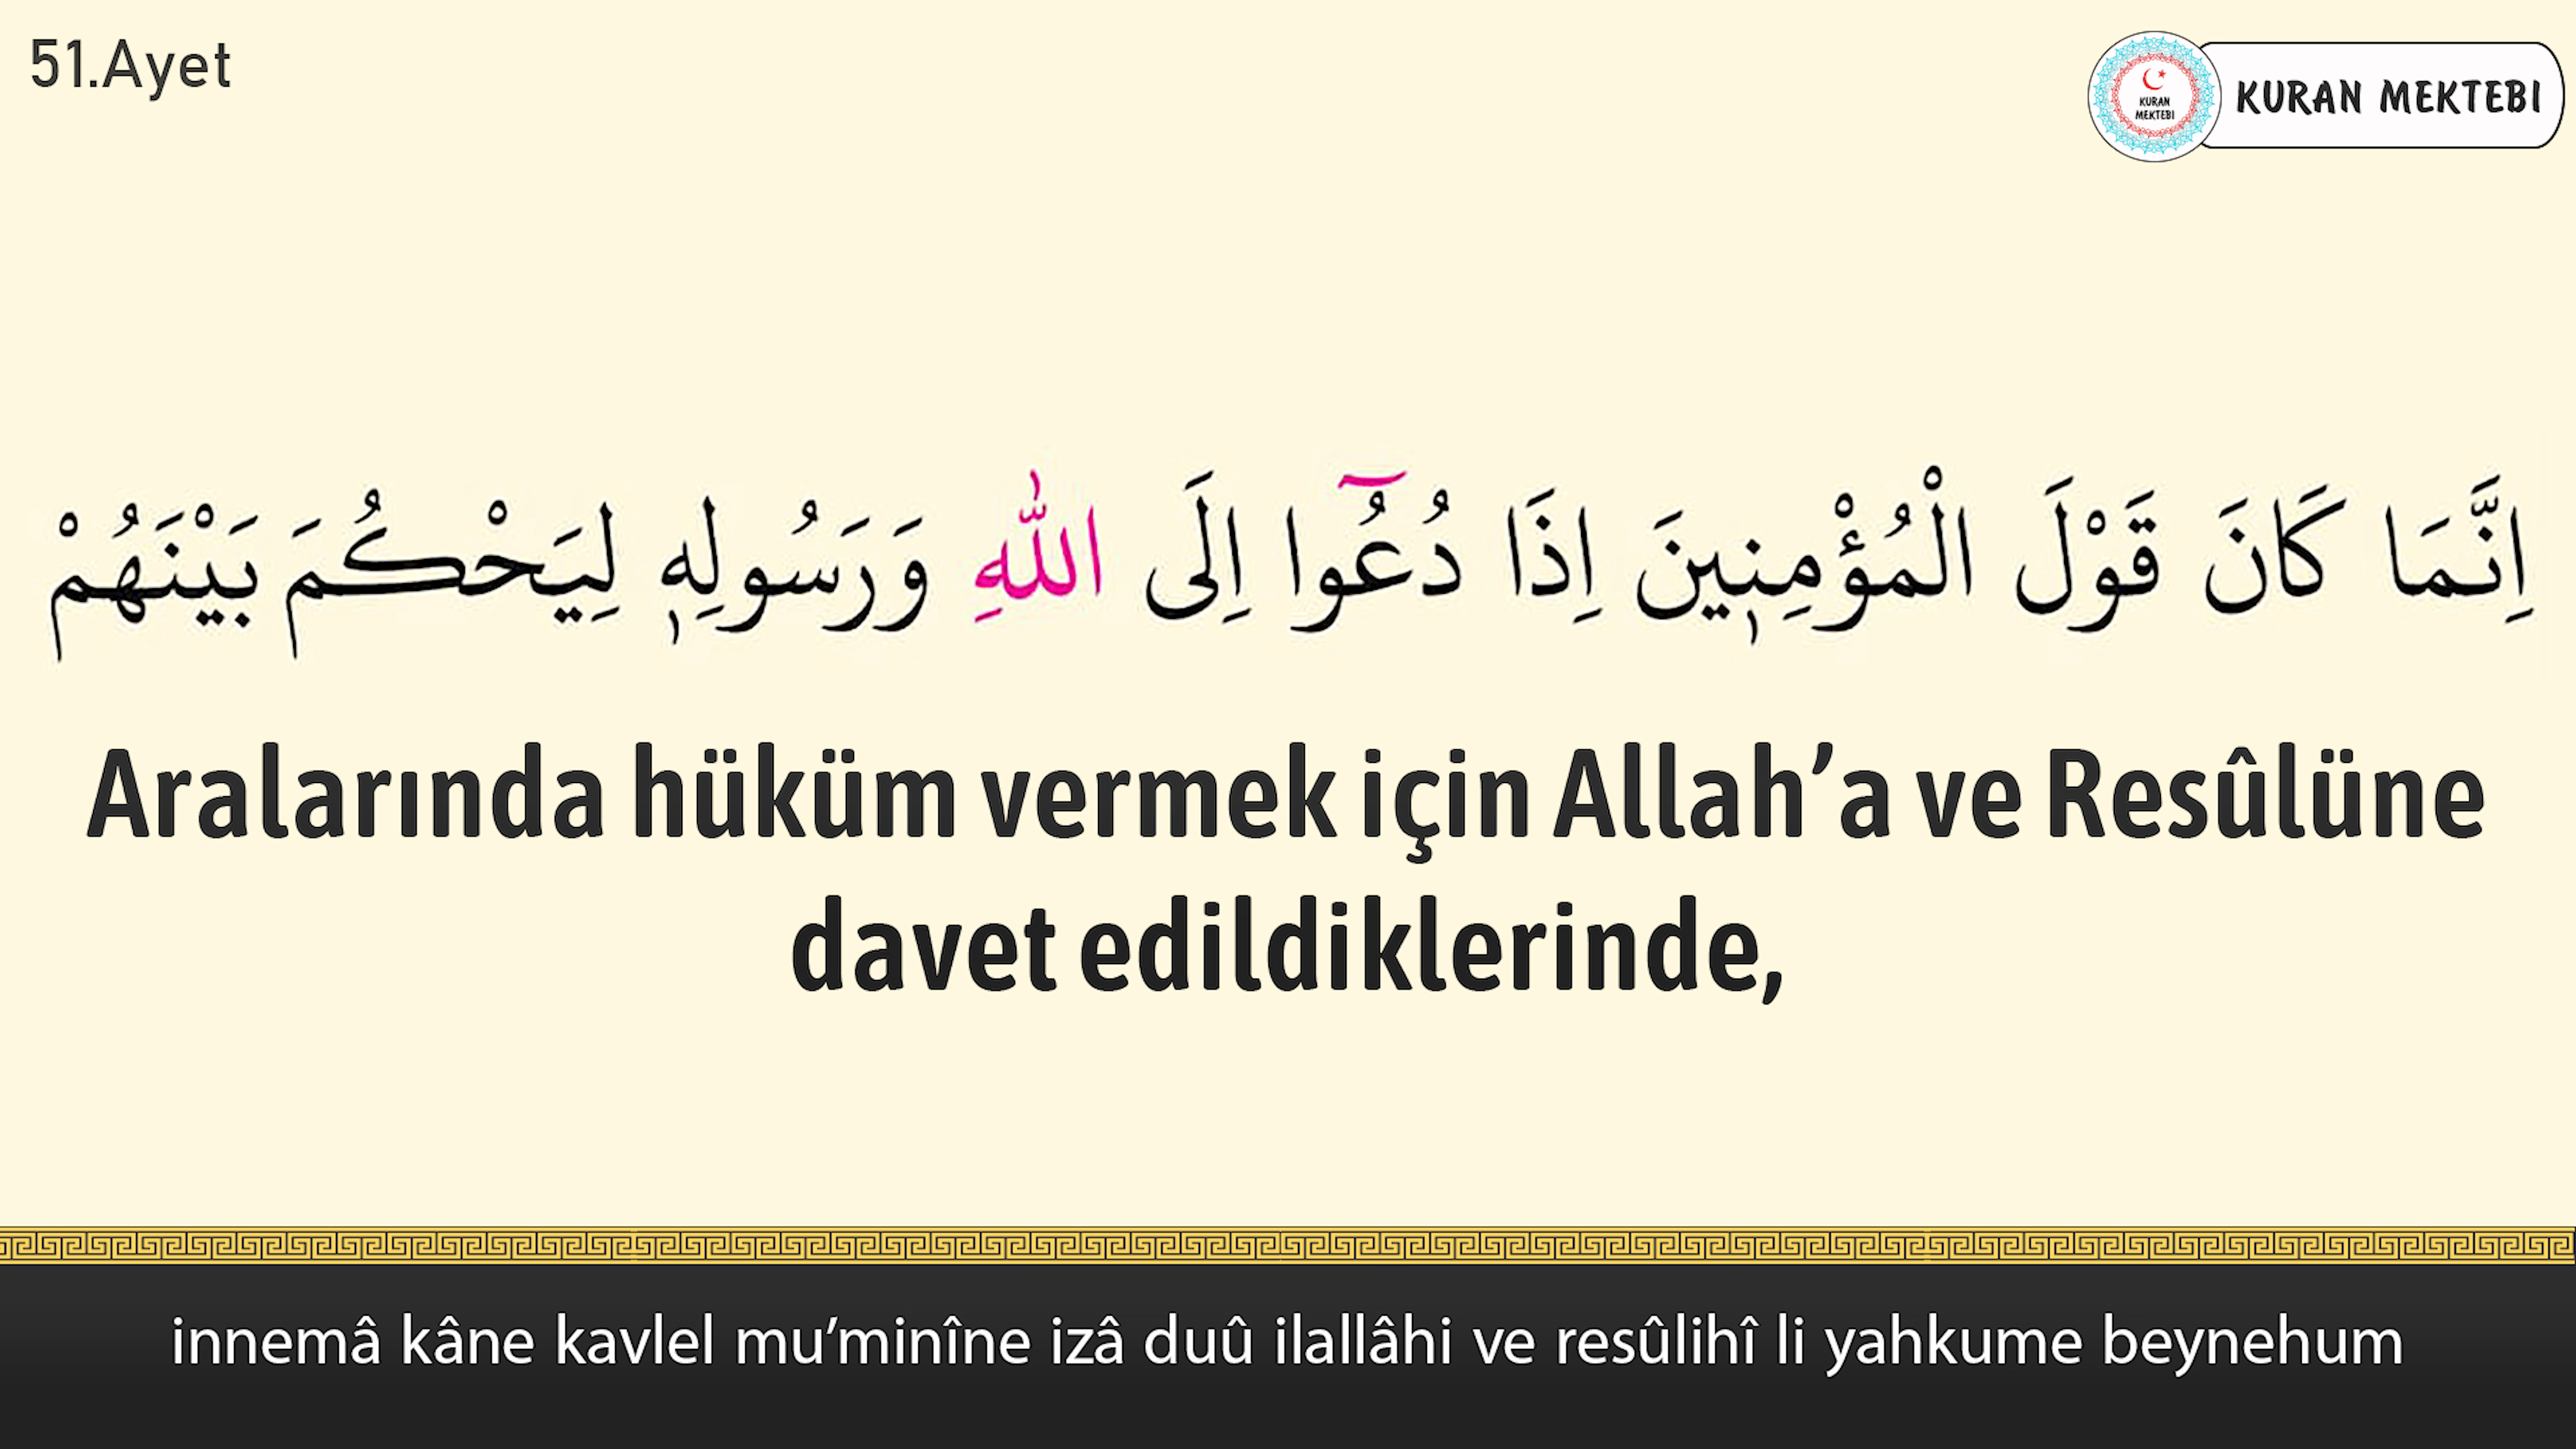 51.Ayet
KURAN
MEKTEBI
KURAN MEKTEBI
اِنَّمَا كَانَ قَوْلَ الْمُؤْمِنٖينَ اِذَا دُعُٓوا اِلَى اللّٰهِ وَرَسُولِهٖ لِيَحْكُمَ بَيْنَهُمْ
Aralarında hüküm vermek için Allah’a ve Resûlüne
davet edildiklerinde,
innemâ kâne kavlel mu’minîne izâ duû ilallâhi ve resûlihî li yahkume beynehum